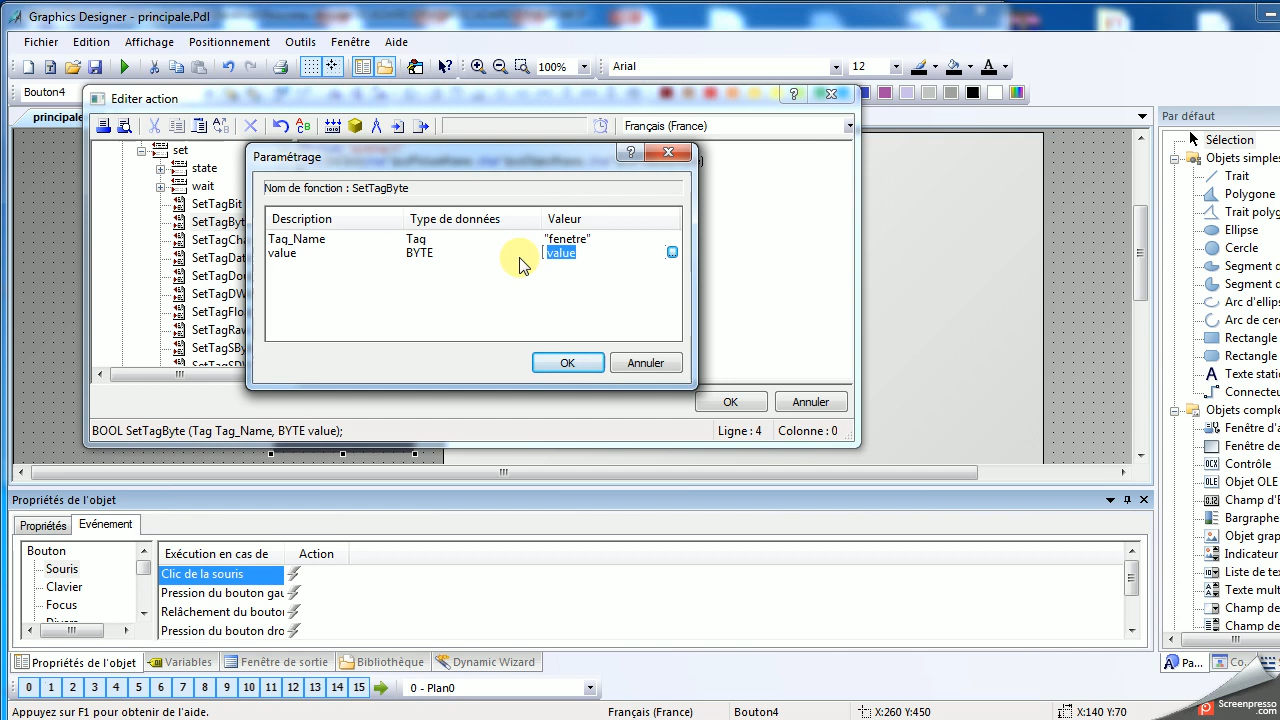 Graphics Designer - principale.Pdl
Fichier Edition Affichage Positionnement Outils Fenêtre Aide
100% Arial 12
Bouton4
Editer action
principale
Par défaut
Français (France)
Sélection
Objets simples
Trait
Polygone
Trait polygo
Ellipse
Cercle
Segment d
Segment d
Arc d'ellips
Arc de cerc
Rectangle
Rectangle
Texte stati
Connecteu
Objets comple
Fenêtre d'a
Fenêtre de
Contrôle
Objet OLE
Champ d'E
Bargraphe
Objet grap
Indicateur
Liste de tex
Texte mult
Champ de
Champ de
set
state
wait
SetTagBit
SetTagByt
SetTagCha
SetTagDat
SetTagDo
SetTagDW
SetTagFlo
SetTagRaw
SetTagSBy
SetTagSD
Paramétrage
Nom de fonction : SetTagByte
Description Type de données Valeur
Tag_Name Tag "fenetre"
value BYTE value
OK Annuler
OK Annuler
BOOL SetTagByte (Tag Tag_Name, BYTE value); Ligne : 4 Colonne : 0
Propriétés de l'objet
Propriétés Evénement
Bouton
Souris
Clavier
Focus
Divers
Exécution en cas de Action
Clic de la souris
Pression du bouton gau
Relâchement du bouton
Pression du bouton dro
Propriétés de l'objet Variables Fenêtre de sortie Bibliothèque Dynamic Wizard
Pa... Co...
0 1 2 3 4 5 6 7 8 9 10 11 12 13 14 15 0 - Plan0
Appuyez sur F1 pour obtenir de l'aide. Français (France) Bouton4 X:260 Y:450 X:140 Y:70
Screenpresso
.com